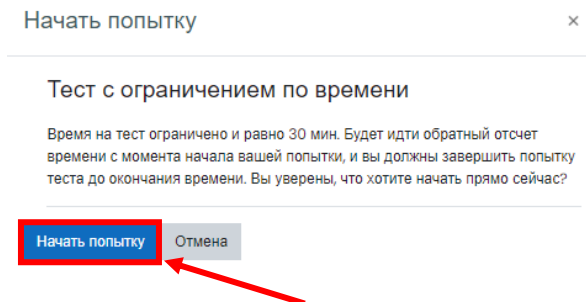 Начать попытку ×
Тест с ограничением по времени
Время на тест ограничено и равно 30 мин. Будет идти обратный отсчет
времени с момента начала вашей попытки, и вы должны завершить попытку
теста до окончания времени. Вы уверены, что хотите начать прямо сейчас?
Начать попытку Отмена